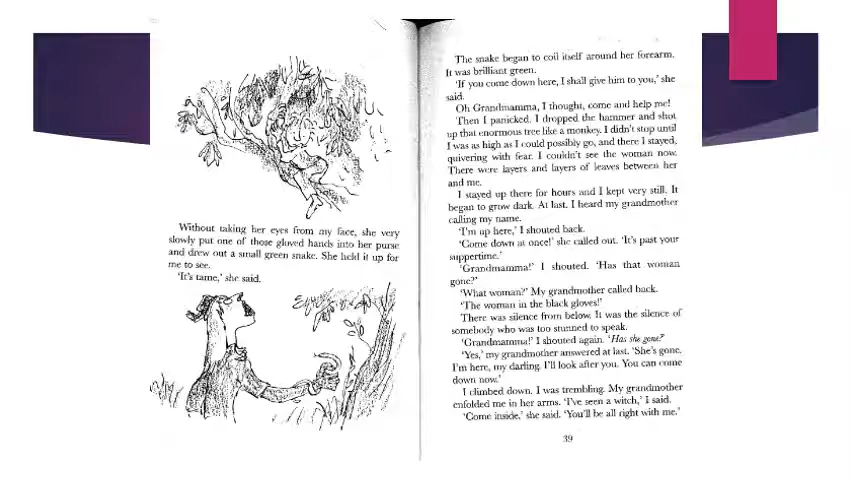 Without taking her eyes from my face, she very
slowly put one of those gloved hands into her purse
and drew out a small green snake. She held it up for
me to see.
'It's tame,' she said.
The snake began to coil itself around her forearm.
It was brilliant green.
'If you come down here, I shall give him to you,' she
said.
Oh Grandmamma, I thought, come and help me!
Then I panicked. I dropped the hammer and shot
up that enormous tree like a monkey. I didn't stop until
I was as high as I could possibly go, and there I stayed,
quivering with fear. I couldn't see the woman now.
There were layers and layers of leaves between her
and me.
I stayed up there for hours and I kept very still. It
began to grow dark. At last, I heard my grandmother
calling my name.
'I'm up here,' I shouted back.
'Come down at once!' she called out. 'It's past your
suppertime.'
'Grandmamma!' I shouted. 'Has that woman
gone?'
'What woman?' My grandmother called back.
'The woman in the black gloves!'
There was silence from below. It was the silence of
somebody who was too stunned to speak.
'Grandmamma!' I shouted again. 'Has she gone?'
'Yes,' my grandmother answered at last. 'She's gone.
I'm here, my darling. I'll look after you. You can come
down now.'
I climbed down. I was trembling. My grandmother
enfolded me in her arms. 'I've seen a witch,' I said.
'Come inside,' she said. 'You'll be all right with me.'
39